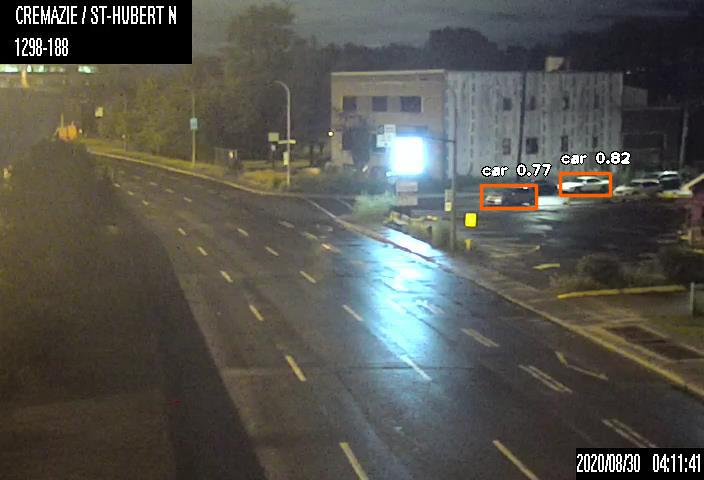 CREMAZIE / ST-HUBERT N
1298-188
car 0.77
car 0.82
2020/08/30 04:11:41